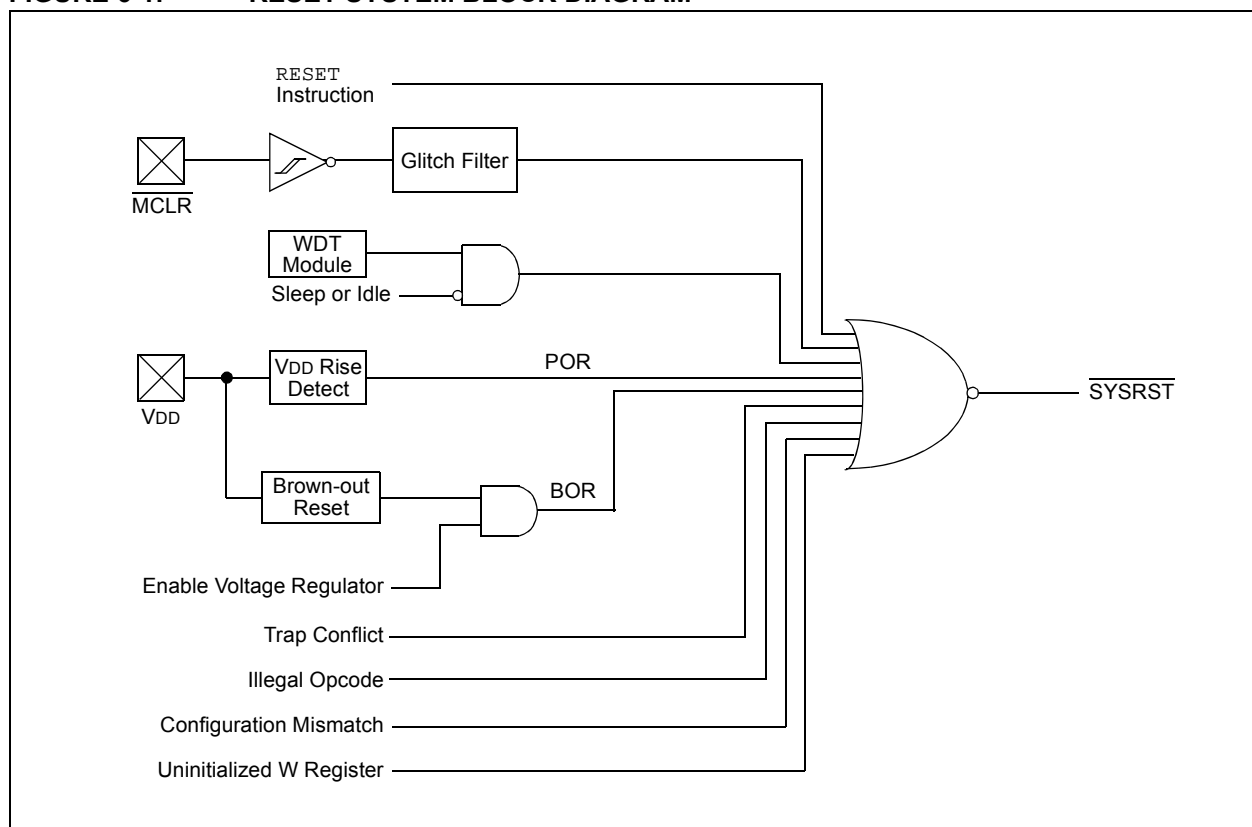 RESET
Instruction
Glitch Filter
MCLR
WDT
Module
Sleep or Idle
VDD Rise
Detect
POR
VDD
SYSRST
Brown-out
Reset
BOR
Enable Voltage Regulator
Trap Conflict
Illegal Opcode
Configuration Mismatch
Uninitialized W Register